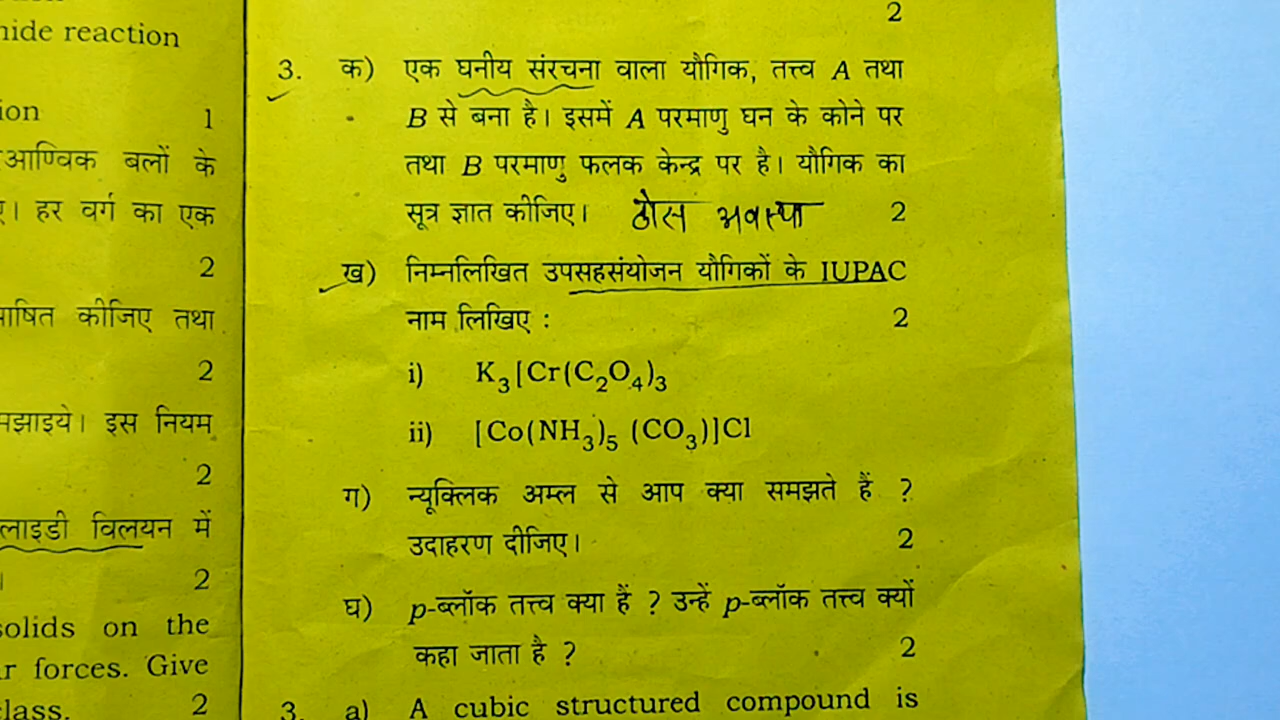 hide reaction
ion
1
आण्विक बलों के
हर वर्ग का एक
2
भाषित कीजिए तथा
2
समझाइये। इस नियम
2
लाइडी विलयन में
2
solids on the
r forces. Give
class. 2
2
3. क) एक घनीय संरचना वाला यौगिक, तत्त्व A तथा
B से बना है। इसमें A परमाणु घन के कोने पर
तथा B परमाणु फलक केन्द्र पर है। यौगिक का
सूत्र ज्ञात कीजिए। ठोस अवस्था 2
ख) निम्नलिखित उपसहसंयोजन यौगिकों के IUPAC
नाम लिखिए : 2
i) K₃[Cr(C₂O₄)₃
ii) [Co(NH₃)₅ (CO₃)]Cl
ग) न्यूक्लिक अम्ल से आप क्या समझते हैं ?
उदाहरण दीजिए। 2
घ) p-ब्लॉक तत्त्व क्या हैं ? उन्हें p-ब्लॉक तत्त्व क्यों
कहा जाता है ? 2
3. a) A cubic structured compound is